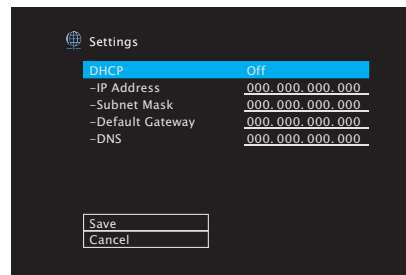 Settings
DHCP Off
–IP Address 000. 000. 000. 000
–Subnet Mask 000. 000. 000. 000
–Default Gateway 000. 000. 000. 000
–DNS 000. 000. 000. 000
Save
Cancel